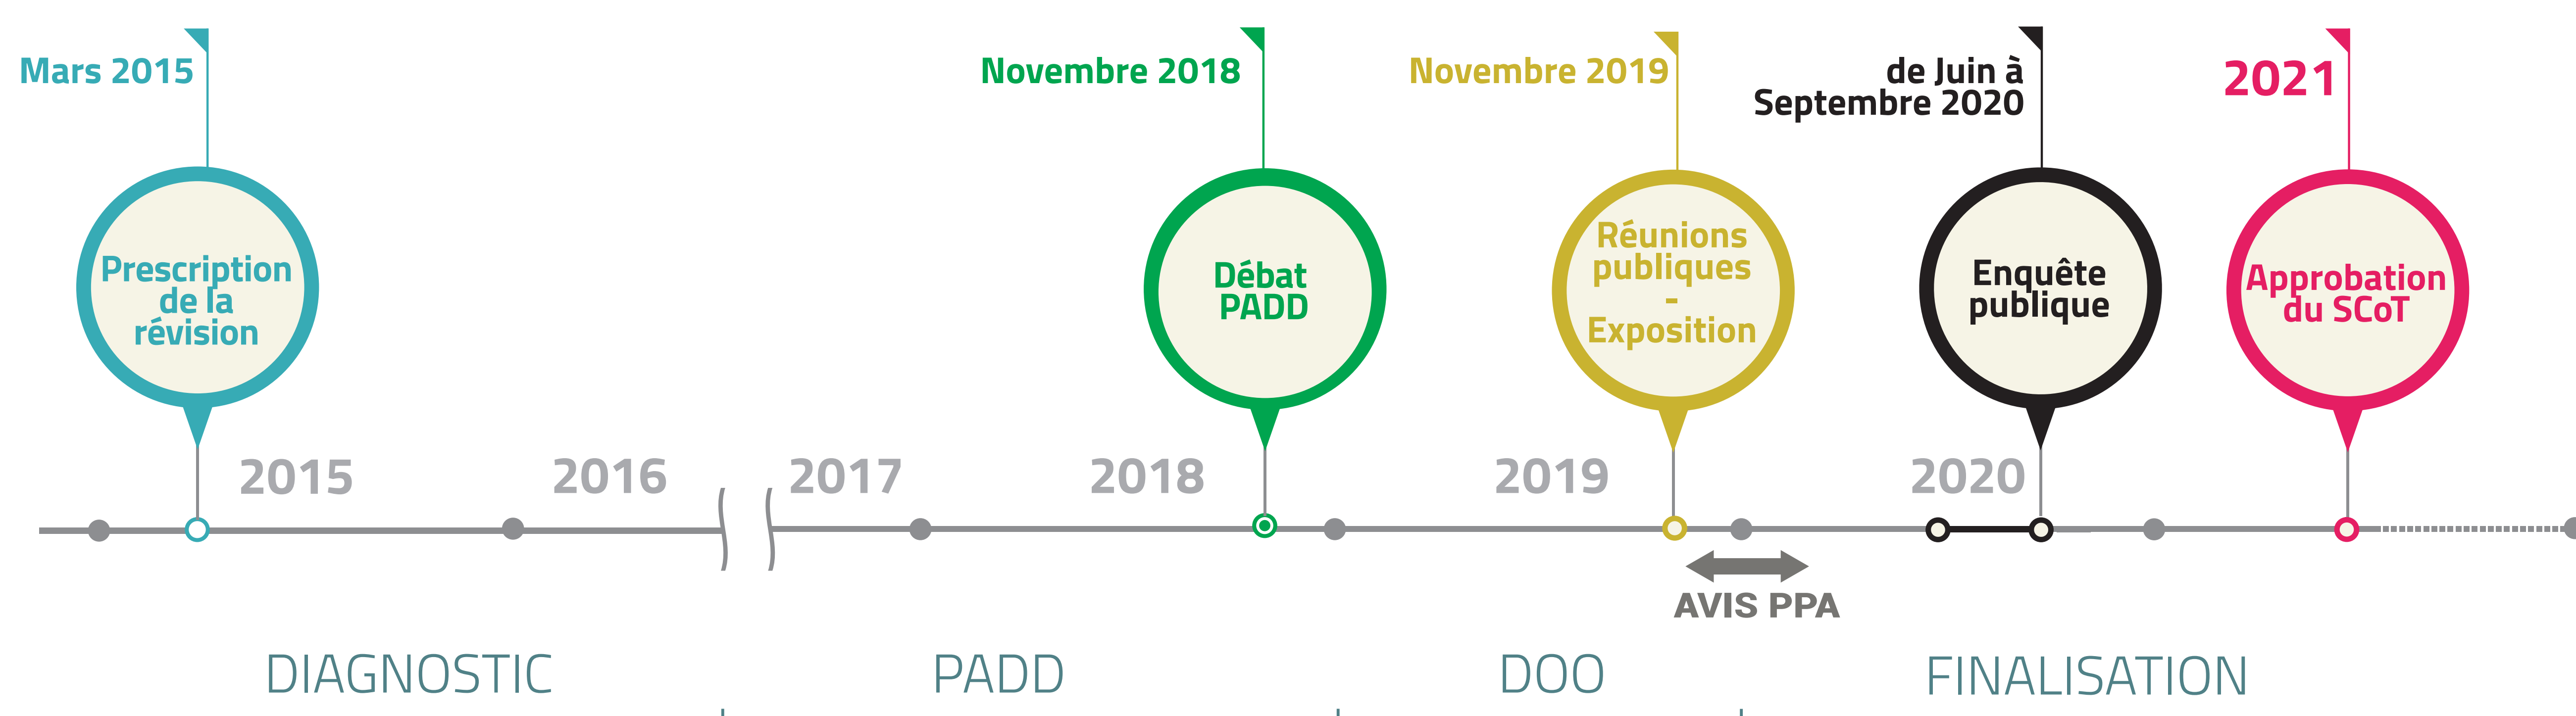 Mars 2015
Novembre 2018
Novembre 2019
de Juin à
Septembre 2020
2021
Prescription
de la
révision
Débat
PADD
Réunions
publiques
-
Exposition
Enquête
publique
Approbation
du SCoT
2015
2016
2017
2018
2019
2020
AVIS PPA
DIAGNOSTIC
PADD
DOO
FINALISATION